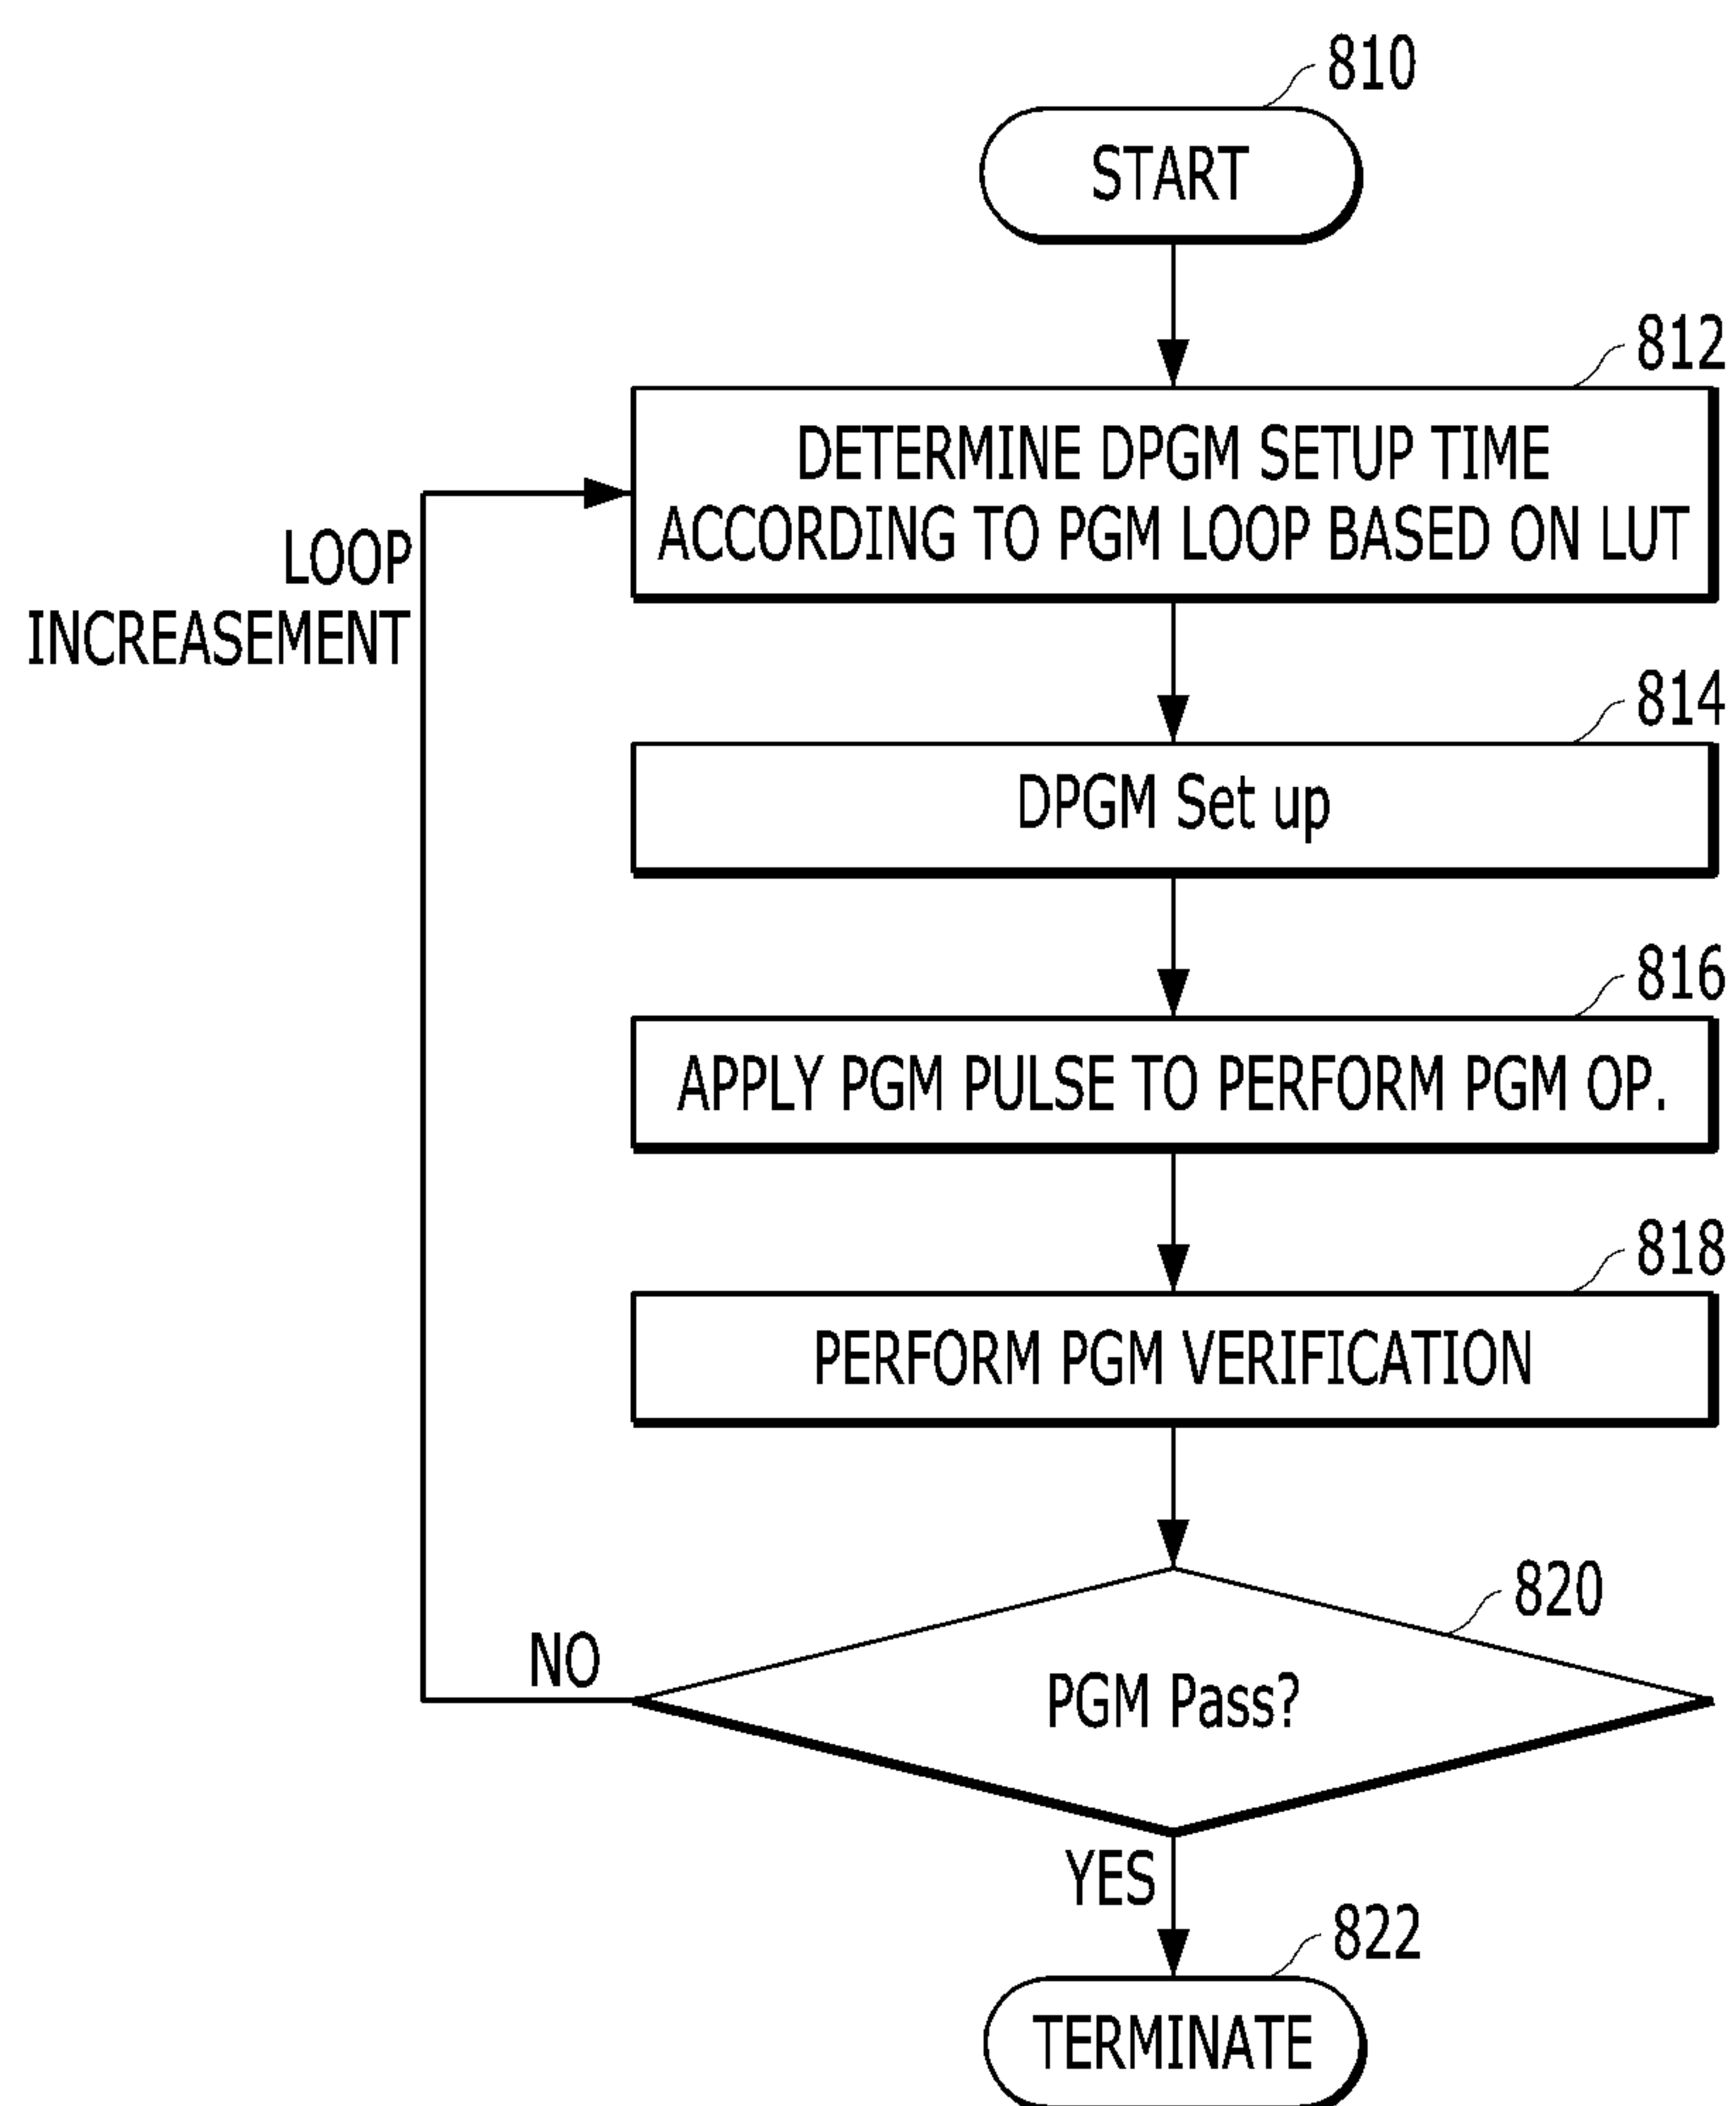 810
START
812
DETERMINE DPGM SETUP TIME
ACCORDING TO PGM LOOP BASED ON LUT
LOOP
INCREASEMENT
814
DPGM Set up
816
APPLY PGM PULSE TO PERFORM PGM OP.
818
PERFORM PGM VERIFICATION
820
NO
PGM Pass?
YES
822
TERMINATE